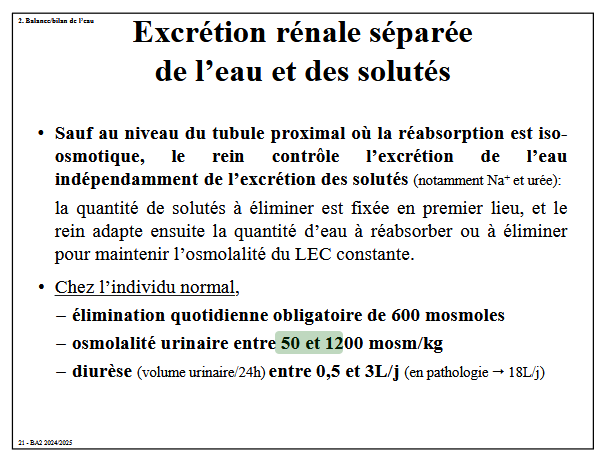 2. Balance/bilan de l'eau
Excrétion rénale séparée
de l’eau et des solutés
• Sauf au niveau du tubule proximal où la réabsorption est iso-
osmotique, le rein contrôle l’excrétion de l’eau
indépendamment de l’excrétion des solutés (notamment Na⁺ et urée):
la quantité de solutés à éliminer est fixée en premier lieu, et le
rein adapte ensuite la quantité d’eau à réabsorber ou à éliminer
pour maintenir l’osmolalité du LEC constante.
• Chez l’individu normal,
– élimination quotidienne obligatoire de 600 mosmoles
– osmolalité urinaire entre 50 et 1200 mosm/kg
– diurèse (volume urinaire/24h) entre 0,5 et 3L/j (en pathologie → 18L/j)
21 - BA2 2024/2025